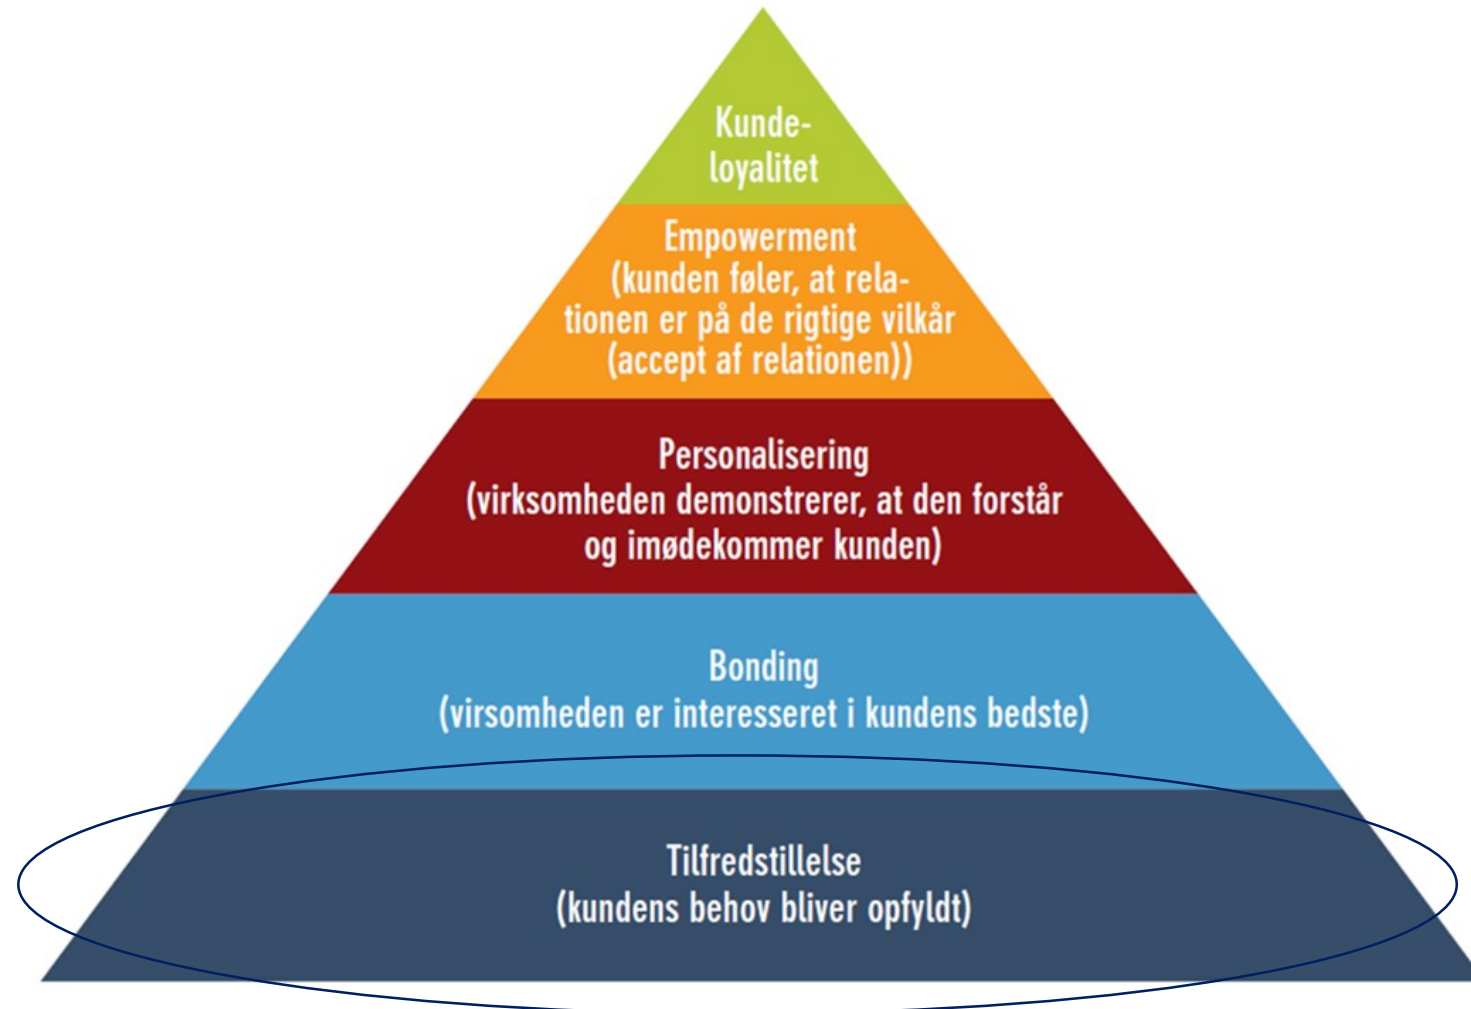 Kunde-
loyalitet
Empowerment
(kunden føler, at rela-
tionen er på de rigtige vilkår
(accept af relationen))
Personalisering
(virksomheden demonstrerer, at den forstår
og imødekommer kunden)
Bonding
(virsomheden er interesseret i kundens bedste)
Tilfredstillelse
(kundens behov bliver opfyldt)